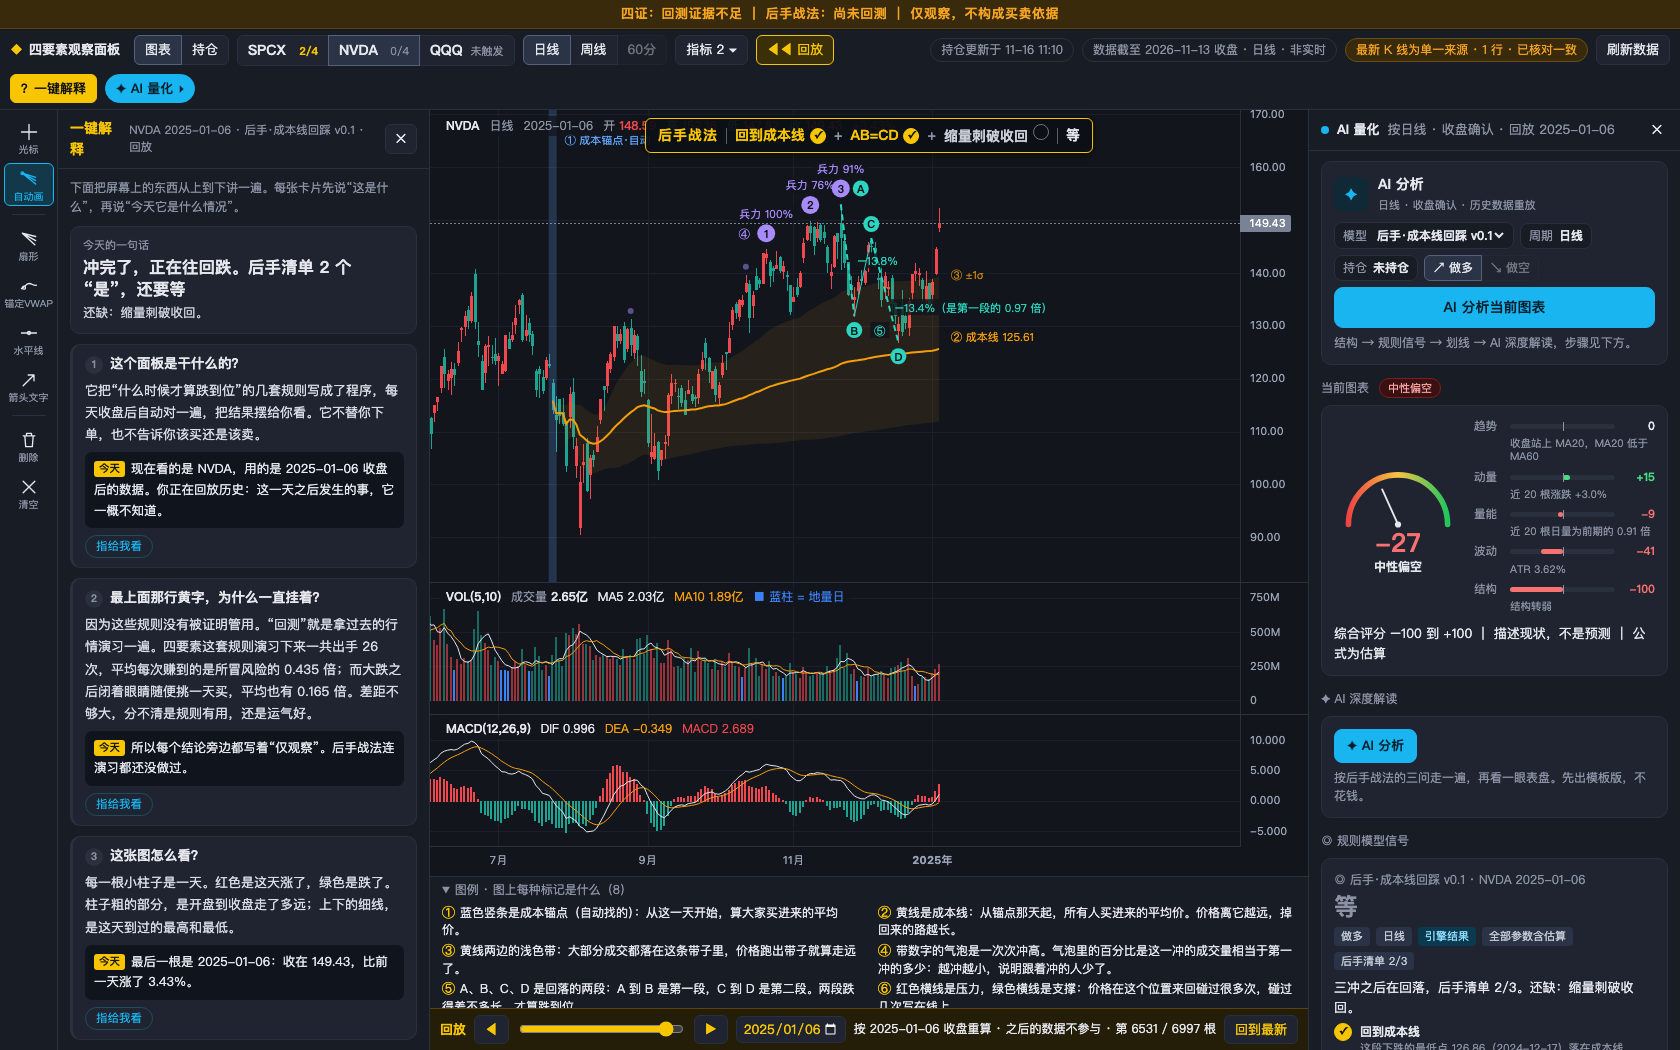 四证：回测证据不足 | 后手战法：尚未回测 | 仅观察，不构成买卖依据
四要素观察面板 图表 持仓 SPCX 2/4 NVDA 0/4 QQQ 未触发 日线 周线 60分 指标 2 回放 持仓更新于 11-16 11:10 数据截至 2026-11-13 收盘 · 日线 · 非实时 最新 K 线为单一来源 · 1 行 · 已核对一致 刷新数据
? 一键解释 AI 量化
光标
自动画
扇形
锚定VWAP
水平线
箭头文字
删除
清空
一键解释
NVDA 2025-01-06 · 后手·成本线回踩 v0.1 · 回放
下面把屏幕上的东西从上到下讲一遍。每张卡片先说“这是什
么”，再说“今天它是什么情况”。
今天的一句话
冲完了，正在往回跌。后手清单 2 个
“是”，还要等
还缺：缩量刺破收回。
1 这个面板是干什么的？
它把“什么时候才算跌到位”的几套规则写成了程序，每
天收盘后自动对一遍，把结果摆给你看。它不替你下
单，也不告诉你该买还是该卖。
今天 现在看的是 NVDA，用的是 2025-01-06 收盘
后的数据。你正在回放历史：这一天之后发生的事，它
一概不知道。
指给我看
2 最上面那行黄字，为什么一直挂着？
因为这些规则没有被证明管用。“回测”就是拿过去的行
情演习一遍。四要素这套规则演习下来一共出手 26
次，平均每次赚到的是所冒风险的 0.435 倍；而大跌之
后闭着眼睛随便挑一天买，平均也有 0.165 倍。差距不
够大，分不清是规则有用，还是运气好。
今天 所以每个结论旁边都写着“仅观察”。后手战法连
演习都还没做过。
指给我看
3 这张图怎么看？
每一根小柱子是一天。红色是这天涨了，绿色是跌了。
柱子粗的部分，是开盘到收盘走了多远；上下的细线，
是这天到过的最高和最低。
今天 最后一根是 2025-01-06：收在 149.43，比前
一天涨了 3.43%。
指给我看
NVDA 日线 2025-01-06 开 148.5
① 成本锚点·自动
后手战法 | 回到成本线 + AB=CD + 缩量刺破收回 | 等
兵力 91%
兵力 76% 3 A
2
兵力 100%
④ 1
C
−13.8%
③ ±1σ
−13.4%（是第一段的 0.97 倍）
B ⑤
② 成本线 125.61
D
170.00
160.00
149.43
140.00
130.00
120.00
110.00
100.00
90.00
VOL(5,10) 成交量 2.65亿 MA5 2.03亿 MA10 1.89亿 蓝柱 = 地量日
750M
500M
250M
0
MACD(12,26,9) DIF 0.996 DEA −0.349 MACD 2.689
10.000
5.000
0.000
−5.000
7月 9月 11月 2025年
▼ 图例 · 图上每种标记是什么（8）
① 蓝色竖条是成本锚点（自动找的）：从这一天开始，算大家买进来的平均
价。
② 黄线是成本线：从锚点那天起，所有人买进来的平均价。价格离它越远，掉
回来的路越长。
③ 黄线两边的浅色带：大部分成交都落在这条带子里，价格跑出带子就算走远
了。
④ 带数字的气泡是一次次冲高。气泡里的百分比是这一冲的成交量相当于第一
冲的多少：越冲越小，说明跟着冲的人少了。
⑤ A、B、C、D 是回落的两段：A 到 B 是第一段，C 到 D 是第二段。两段跌
得差不多长，才算跌到位
⑥ 红色横线是压力，绿色横线是支撑：价格在这个位置来回碰过很多次，碰过
几次写在线上
回放 2025/01/06 按 2025-01-06 收盘重算 · 之后的数据不参与 · 第 6531 / 6997 根 回到最新
AI 量化 按日线 · 收盘确认 · 回放 2025-01-06
AI 分析
日线 · 收盘确认 · 历史数据重放
模型 后手·成本线回踩 v0.1 周期 日线
持仓 未持仓 ↗ 做多 ↘ 做空
AI 分析当前图表
结构 → 规则信号 → 划线 → AI 深度解读，步骤见下方。
当前图表 中性偏空
−27
中性偏空
趋势 0
收盘站上 MA20，MA20 低于
MA60
动量 +15
近 20 根涨跌 +3.0%
量能 −9
近 20 根日量为前期的 0.91 倍
波动 −41
ATR 3.62%
结构 −100
结构转弱
综合评分 −100 到 +100 | 描述现状，不是预测 | 公
式为估算
AI 深度解读
AI 分析
按后手战法的三问走一遍，再看一眼表盘。先出模板版，不
花钱。
规则模型信号
后手·成本线回踩 v0.1 · NVDA 2025-01-06
等
做多 日线 引擎结果 全部参数含估算
后手清单 2/3
三冲之后在回落，后手清单 2/3。还缺：缩量刺破收
回。
回到成本线
这段下跌的最低点 126.86（2024-12-17）落在成本线